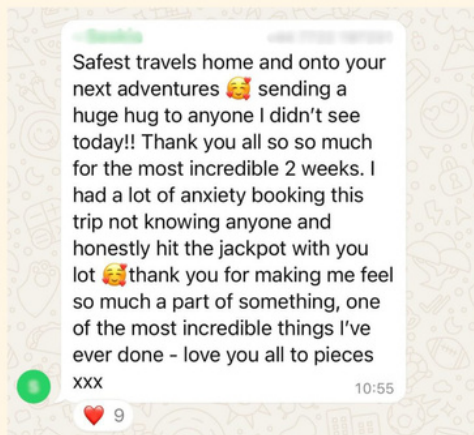 Safest travels home and onto your
next adventures 🥰 sending a
huge hug to anyone I didn't see
today!! Thank you all so so much
for the most incredible 2 weeks. I
had a lot of anxiety booking this
trip not knowing anyone and
honestly hit the jackpot with you
lot 🥰thank you for making me feel
so much a part of something, one
of the most incredible things I've
ever done - love you all to pieces
xxx
10:55
❤️ 9